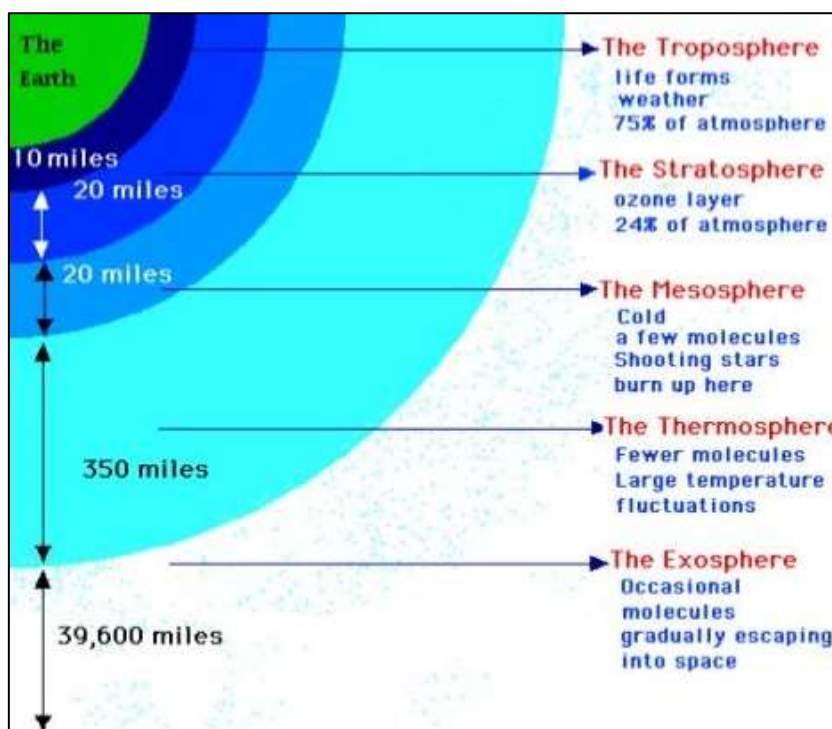 The
Earth
10 miles
20 miles
20 miles
350 miles
39,600 miles
The Troposphere
life forms
weather
75% of atmosphere
The Stratosphere
ozone layer
24% of atmosphere
The Mesosphere
Cold
a few molecules
Shooting stars
burn up here
The Thermosphere
Fewer molecules
Large temperature
fluctuations
The Exosphere
Occasional
molecules
gradually escaping
into space